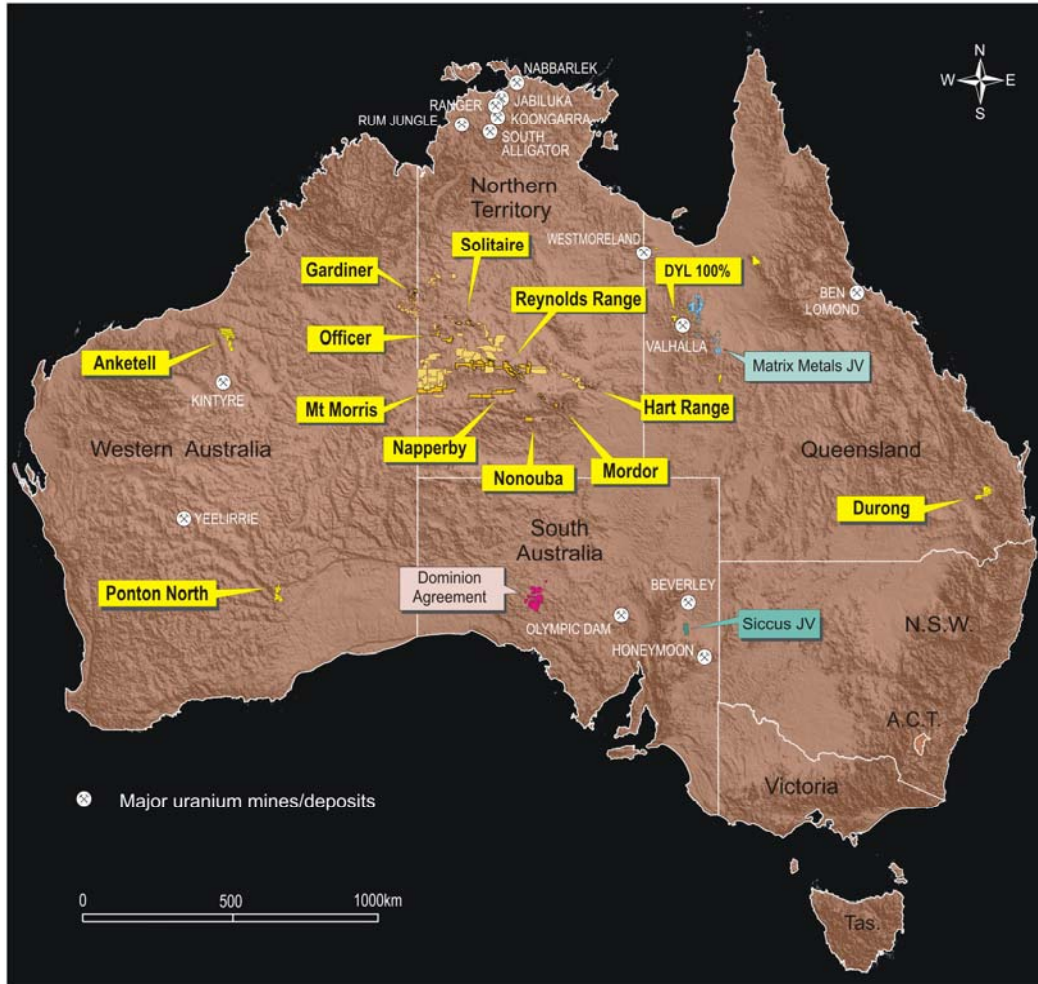 N
W E
S
NABBARLEK
JABILUKA
RANGER
KOONGARRA
RUM JUNGLE
SOUTH
ALLIGATOR
Northern
Territory
WESTMORELAND
Solitaire
Gardiner
DYL 100%
Reynolds Range
BEN
LOMOND
Officer
VALHALLA
Anketell
Matrix Metals JV
KINTYRE
Mt Morris
Hart Range
Napperby
Western Australia
Queensland
Nonouba
Mordor
Durong
YEELIRRIE
South
Australia
Dominion
Agreement
BEVERLEY
Ponton North
OLYMPIC DAM
Siccus JV
N.S.W.
HONEYMOON
A.C.T.
Victoria
Major uranium mines/deposits
0 500 1000km
Tas.